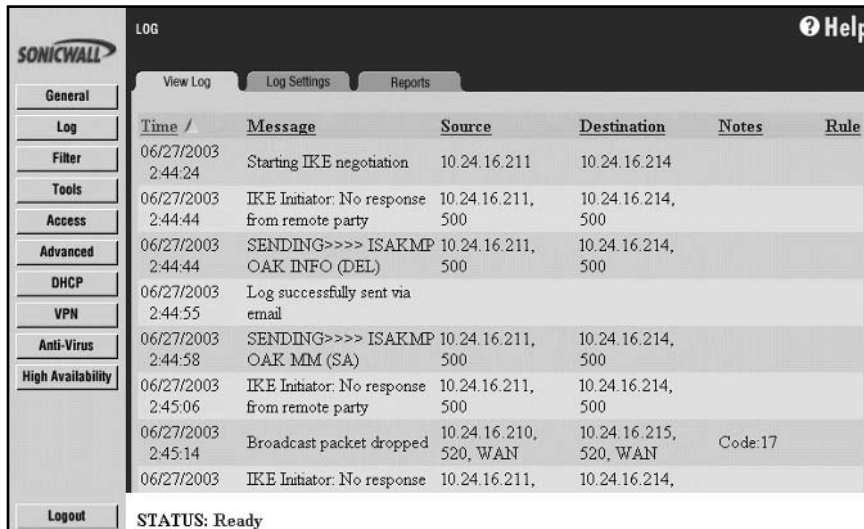 SONICWALL
LOG
Help
View Log
Log Settings
Reports
General
Log
Filter
Tools
Access
Advanced
DHCP
VPN
Anti-Virus
High Availability
Logout
Time Message Source Destination Notes Rule
06/27/2003 2:44:24 Starting IKE negotiation 10.24.16.211 10.24.16.214
06/27/2003 IKE Initiator: No response 10.24.16.211, 10.24.16.214,
2:44:44 from remote party 500 500
06/27/2003 SENDING>>>> ISAKMP 10.24.16.211, 10.24.16.214,
2:44:44 OAK INFO (DEL) 500 500
06/27/2003 Log successfully sent via
2:44:55 email
06/27/2003 SENDING>>>> ISAKMP 10.24.16.211, 10.24.16.214,
2:44:58 OAK MM (SA) 500 500
06/27/2003 IKE Initiator: No response 10.24.16.211, 10.24.16.214,
2:45:06 from remote party 500 500
06/27/2003 Broadcast packet dropped 10.24.16.210, 10.24.16.215, Code:17
2:45:14 520, WAN 520, WAN
06/27/2003 IKE Initiator: No response 10.24.16.211, 10.24.16.214,
STATUS: Ready